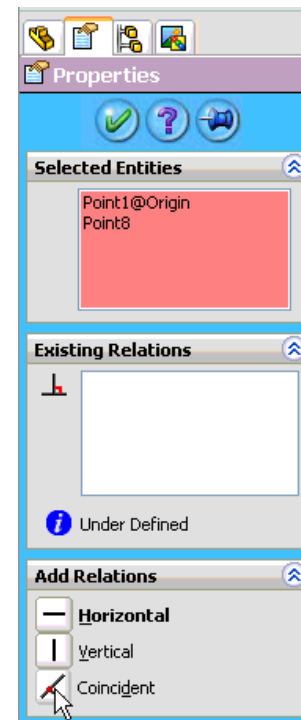 Properties
?
Selected Entities
Point1@Origin
Point8
Existing Relations
i Under Defined
Add Relations
Horizontal
Vertical
Coincident